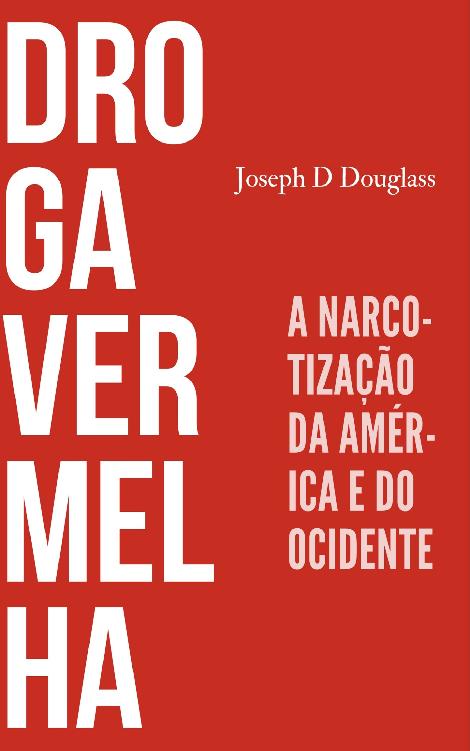 DRO
GA
VER
MEL
HA
Joseph D Douglass
A NARCO-
TIZAÇÃO
DA AMÉR-
ICA E DO
OCIDENTE